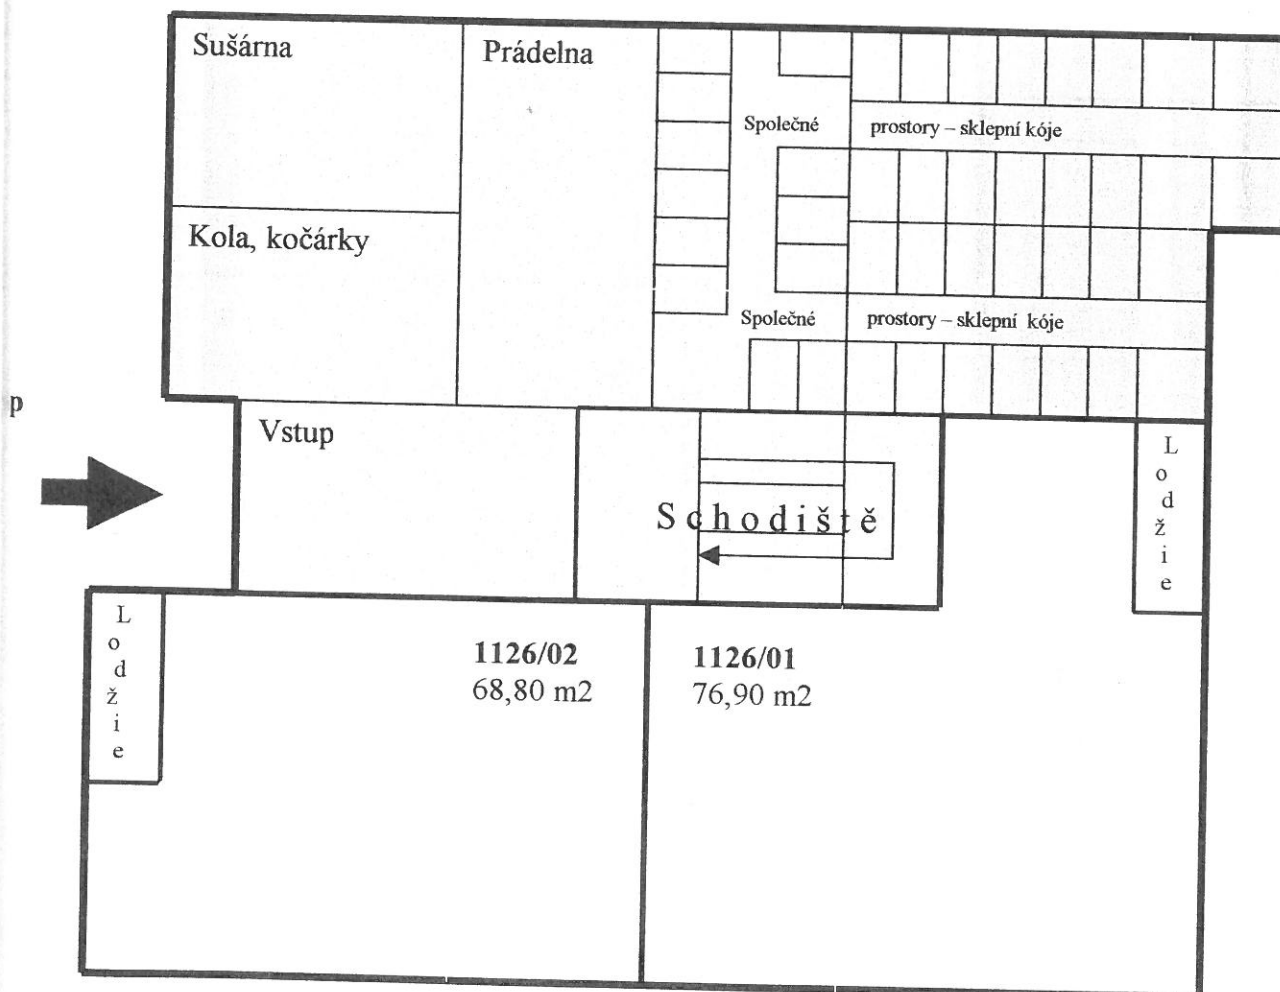 Sušárna
Prádelna
Společné
prostory – sklepní kóje
Kola, kočárky
Společné
prostory – sklepní kóje
p
Vstup
Lodžie
Schodiště
Lodžie
1126/02
68,80 m2
1126/01
76,90 m2